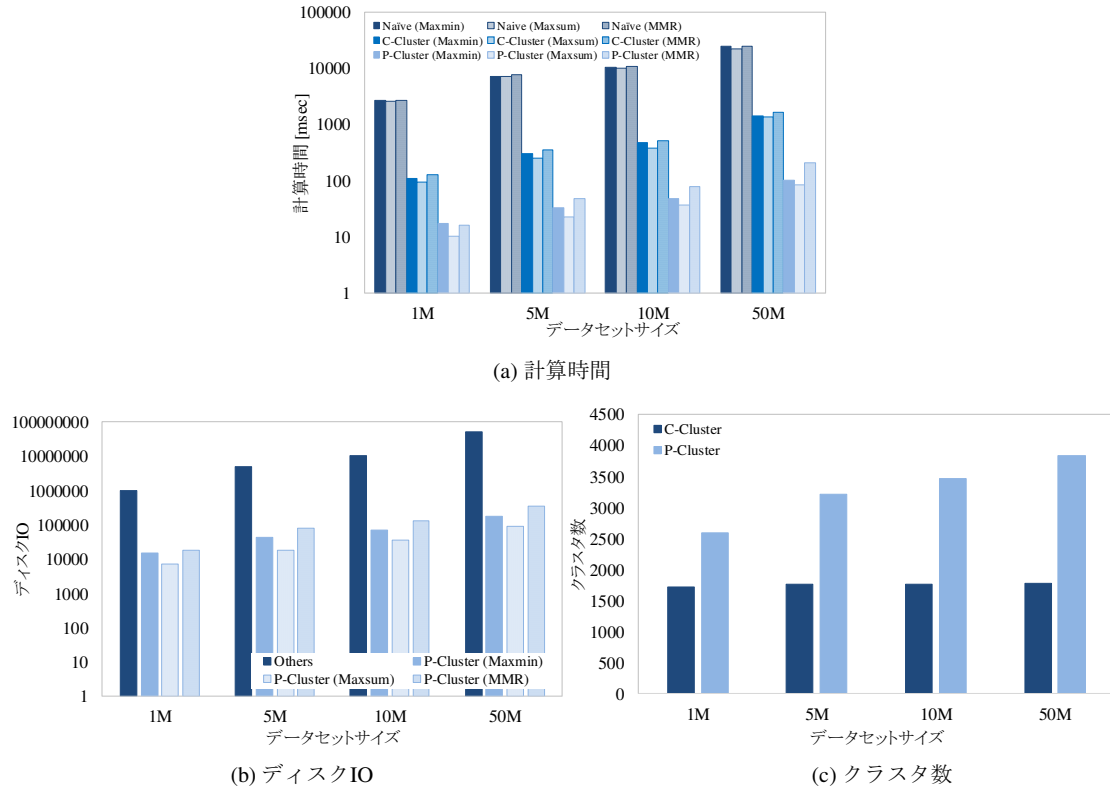 100000
10000
1000
100
10
1
計算時間 [msec]
Naïve (Maxmin) Naive (Maxsum) Naïve (MMR)
C-Cluster (Maxmin) C-Cluster (Maxsum) C-Cluster (MMR)
P-Cluster (Maxmin) P-Cluster (Maxsum) P-Cluster (MMR)
1M 5M 10M 50M
データセットサイズ
(a) 計算時間
100000000
10000000
1000000
100000
10000
1000
100
10
1
ディスクIO
Others P-Cluster (Maxmin)
P-Cluster (Maxsum) P-Cluster (MMR)
1M 5M 10M 50M
データセットサイズ
(b) ディスクIO
4500
4000
3500
3000
2500
2000
1500
1000
500
0
クラスタ数
C-Cluster
P-Cluster
1M 5M 10M 50M
データセットサイズ
(c) クラスタ数